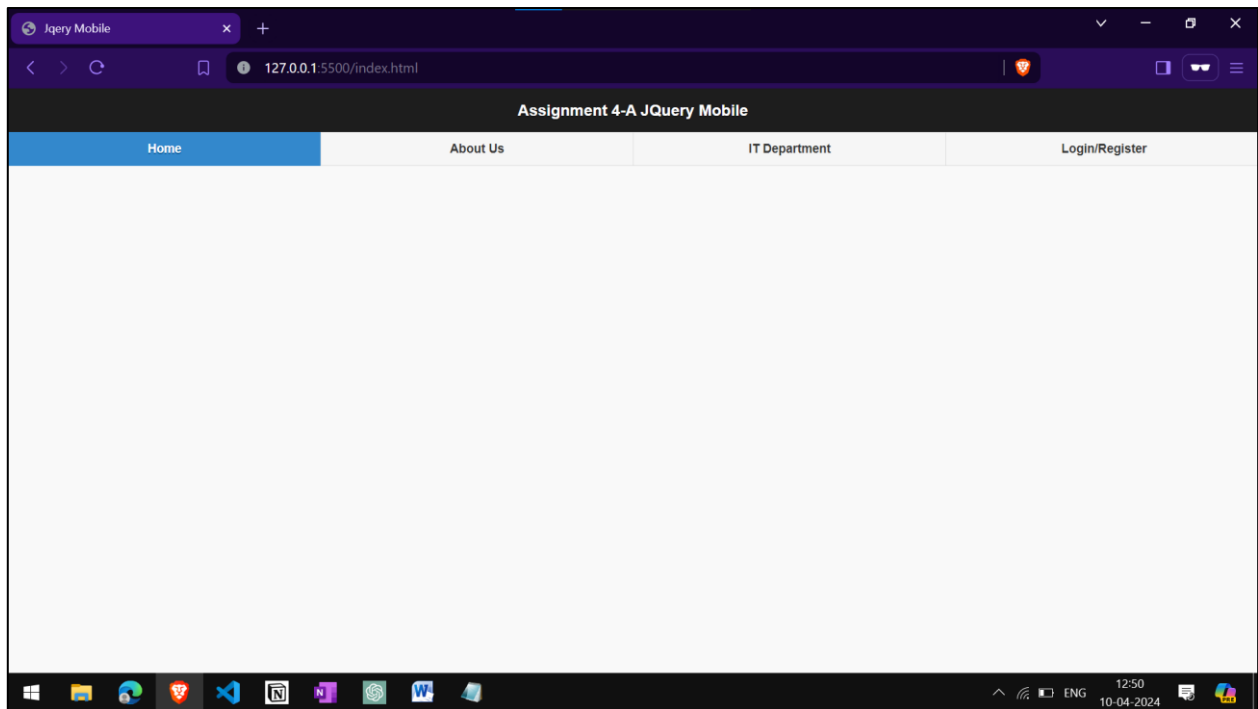 Jqery Mobile
127.0.0.1:5500/index.html
Assignment 4-A JQuery Mobile
Home About Us IT Department Login/Register
N N W
ENG 12:50
10-04-2024
PRE